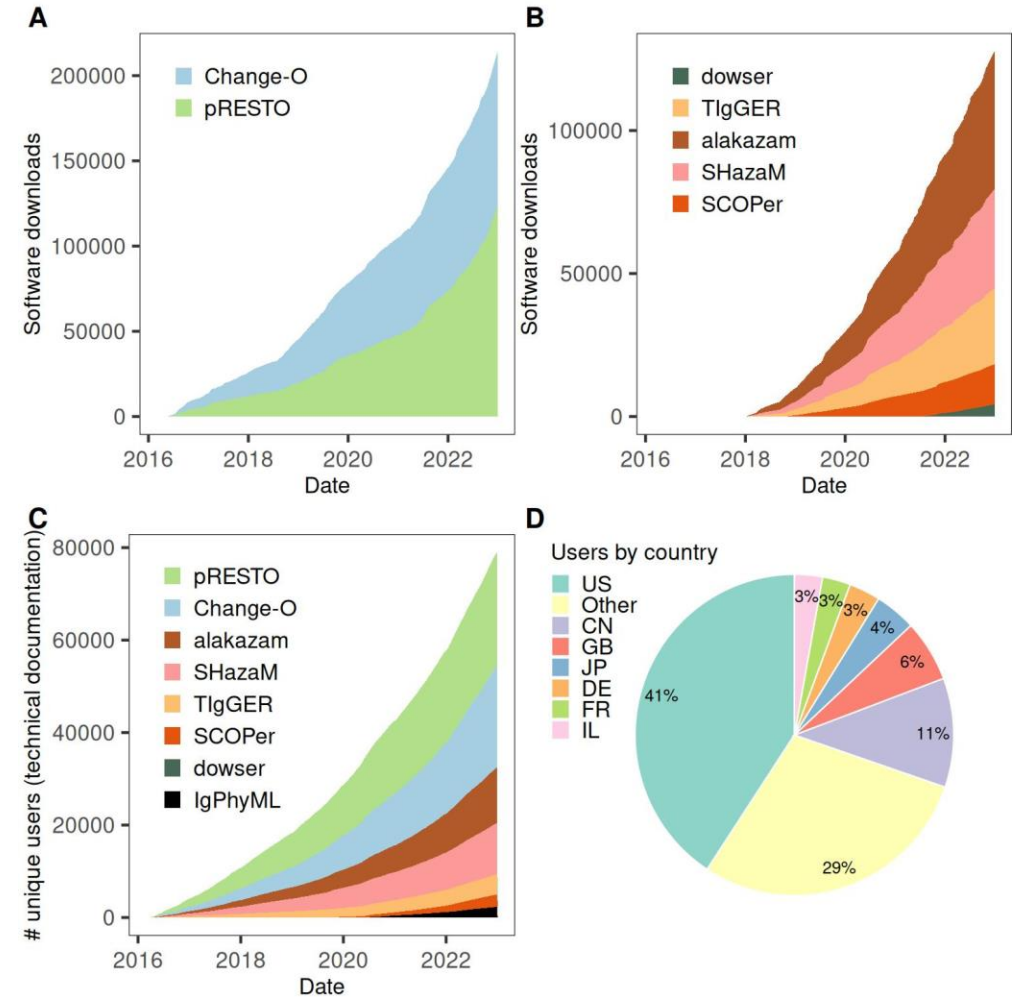 A
Software downloads
200000
150000
100000
50000
0
Change-O
pRESTO
2016 2018 2020 2022
Date
B
Software downloads
100000
50000
0
dowser
TIgGER
alakazam
SHazaM
SCOPer
2016 2018 2020 2022
Date
C
# unique users (technical documentation)
80000
60000
40000
20000
0
pRESTO
Change-O
alakazam
SHazaM
TIgGER
SCOPer
dowser
IgPhyML
2016 2018 2020 2022
Date
D
Users by country
US
Other
CN
GB
JP
DE
FR
IL
3% 3% 3%
4%
6%
41%
11%
29%